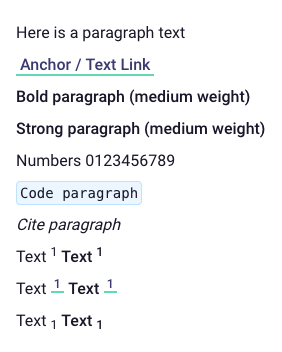 Here is a paragraph text
Anchor / Text Link
Bold paragraph (medium weight)
Strong paragraph (medium weight)
Numbers 0123456789
Code paragraph
Cite paragraph
Text 1 Text 1
Text 1 Text 1
Text 1 Text 1